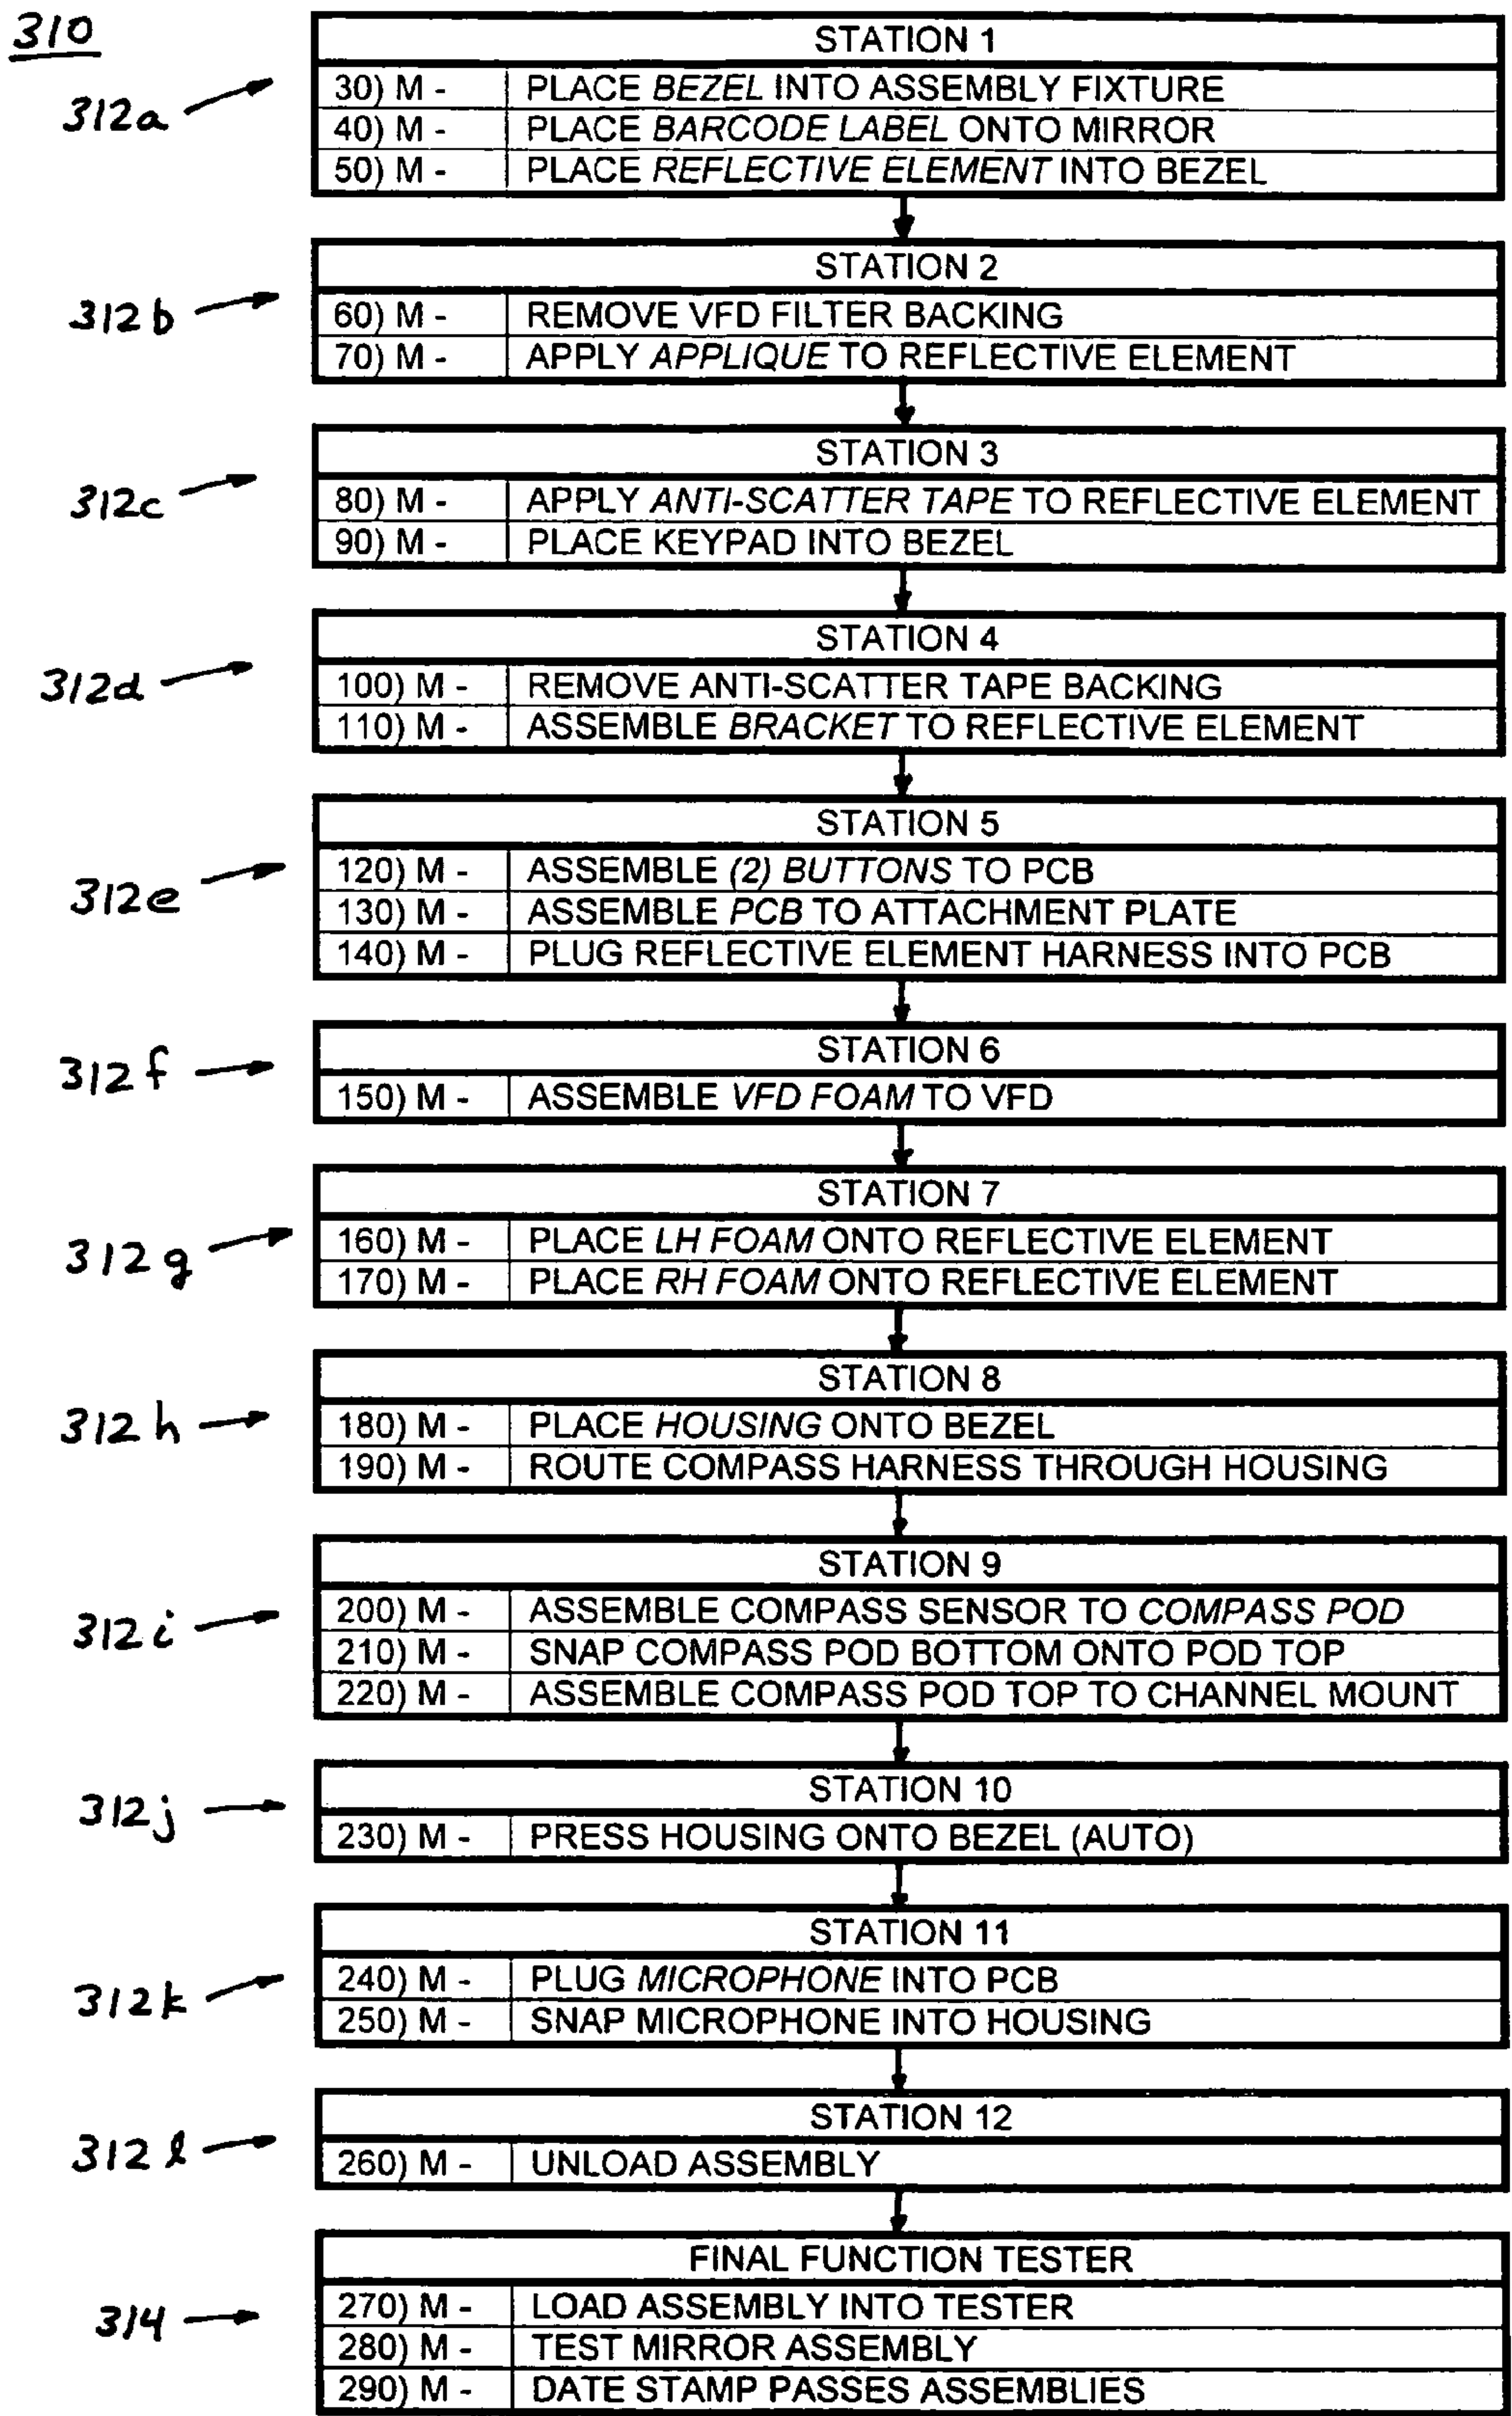 310
STATION 1
312a
30) M - PLACE BEZEL INTO ASSEMBLY FIXTURE
40) M - PLACE BARCODE LABEL ONTO MIRROR
50) M - PLACE REFLECTIVE ELEMENT INTO BEZEL
STATION 2
312b
60) M - REMOVE VFD FILTER BACKING
70) M - APPLY APPLIQUE TO REFLECTIVE ELEMENT
STATION 3
312c
80) M - APPLY ANTI-SCATTER TAPE TO REFLECTIVE ELEMENT
90) M - PLACE KEYPAD INTO BEZEL
STATION 4
312d
100) M - REMOVE ANTI-SCATTER TAPE BACKING
110) M - ASSEMBLE BRACKET TO REFLECTIVE ELEMENT
STATION 5
312e
120) M - ASSEMBLE (2) BUTTONS TO PCB
130) M - ASSEMBLE PCB TO ATTACHMENT PLATE
140) M - PLUG REFLECTIVE ELEMENT HARNESS INTO PCB
STATION 6
312f
150) M - ASSEMBLE VFD FOAM TO VFD
STATION 7
312g
160) M - PLACE LH FOAM ONTO REFLECTIVE ELEMENT
170) M - PLACE RH FOAM ONTO REFLECTIVE ELEMENT
STATION 8
312h
180) M - PLACE HOUSING ONTO BEZEL
190) M - ROUTE COMPASS HARNESS THROUGH HOUSING
STATION 9
312i
200) M - ASSEMBLE COMPASS SENSOR TO COMPASS POD
210) M - SNAP COMPASS POD BOTTOM ONTO POD TOP
220) M - ASSEMBLE COMPASS POD TOP TO CHANNEL MOUNT
STATION 10
312j
230) M - PRESS HOUSING ONTO BEZEL (AUTO)
STATION 11
312k
240) M - PLUG MICROPHONE INTO PCB
250) M - SNAP MICROPHONE INTO HOUSING
STATION 12
312l
260) M - UNLOAD ASSEMBLY
FINAL FUNCTION TESTER
314
270) M - LOAD ASSEMBLY INTO TESTER
280) M - TEST MIRROR ASSEMBLY
290) M - DATE STAMP PASSES ASSEMBLIES